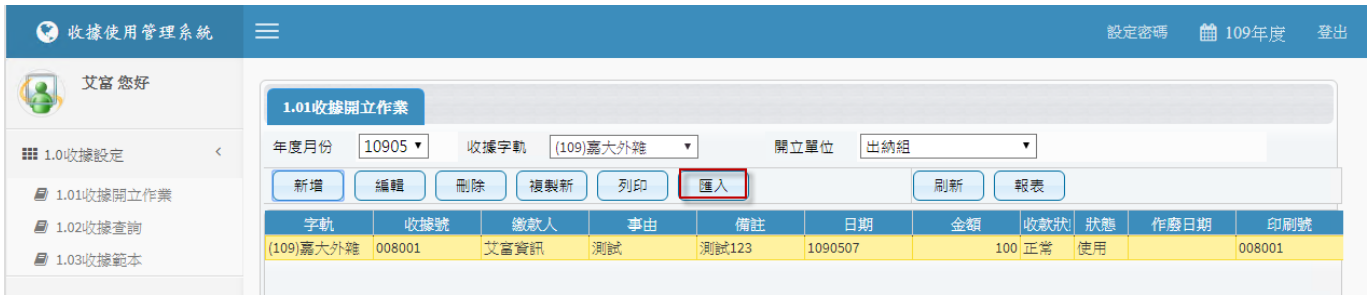 收據使用管理系統 設定密碼 109年度 登出
艾富 您好
1.01收據開立作業
年度月份 10905 收據字軌 (109)嘉大外雜 開立單位 出納組
1.0收據設定
新增 編輯 刪除 複製新 列印 匯入 刷新 報表
1.01收據開立作業
1.02收據查詢
1.03收據範本
字軌 收據號 繳款人 事由 備註 日期 金額 收款狀 狀態 作廢日期 印刷號
(109)嘉大外雜 008001 艾富資訊 測試 測試123 1090507 100 正常 使用 008001